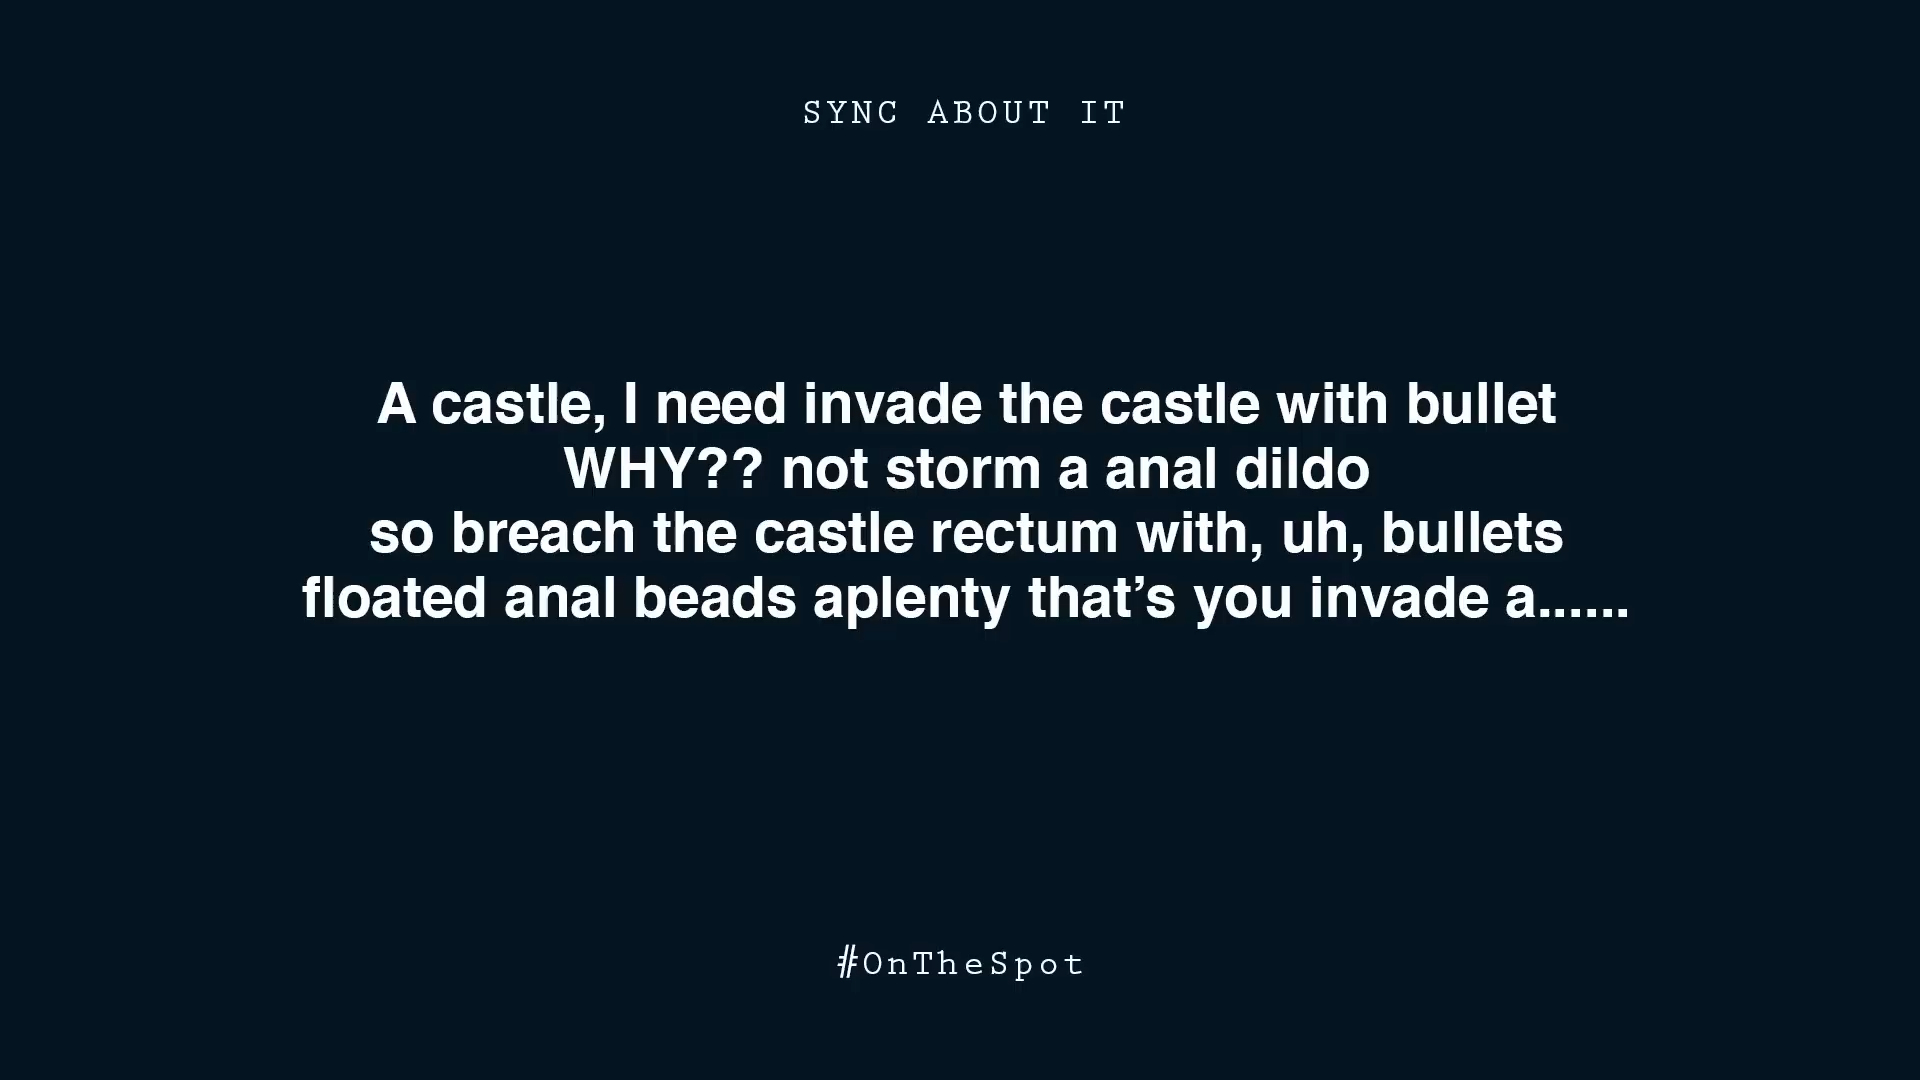 SYNC ABOUT IT
A castle, I need invade the castle with bullet
WHY?? not storm a anal dildo
so breach the castle rectum with, uh, bullets
floated anal beads aplenty that’s you invade a......
#OnTheSpot